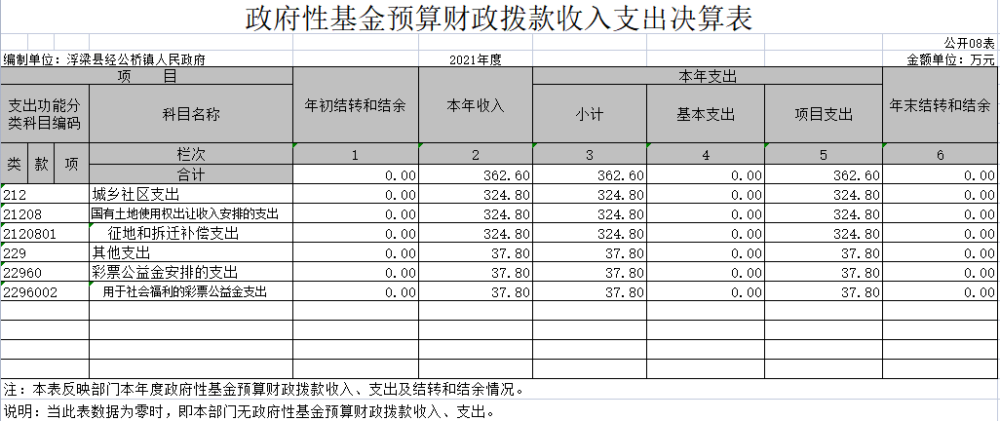 政府性基金预算财政拨款收入支出决算表
公开08表
编制单位：浮梁县经公桥镇人民政府 2021年度 金额单位：万元
项 目 年初结转和结余 本年收入 本年支出 年末结转和结余
支出功能分类科目编码 科目名称 小计 基本支出 项目支出
类 款 项 栏次 1 2 3 4 5 6
合计 0.00 362.60 362.60 0.00 362.60 0.00
212 城乡社区支出 0.00 324.80 324.80 0.00 324.80 0.00
21208 国有土地使用权出让收入安排的支出 0.00 324.80 324.80 0.00 324.80 0.00
2120801 征地和拆迁补偿支出 0.00 324.80 324.80 0.00 324.80 0.00
229 其他支出 0.00 37.80 37.80 0.00 37.80 0.00
22960 彩票公益金安排的支出 0.00 37.80 37.80 0.00 37.80 0.00
2296002 用于社会福利的彩票公益金支出 0.00 37.80 37.80 0.00 37.80 0.00
注：本表反映部门本年度政府性基金预算财政拨款收入、支出及结转和结余情况。
说明：当此表数据为零时，即本部门无政府性基金预算财政拨款收入、支出。